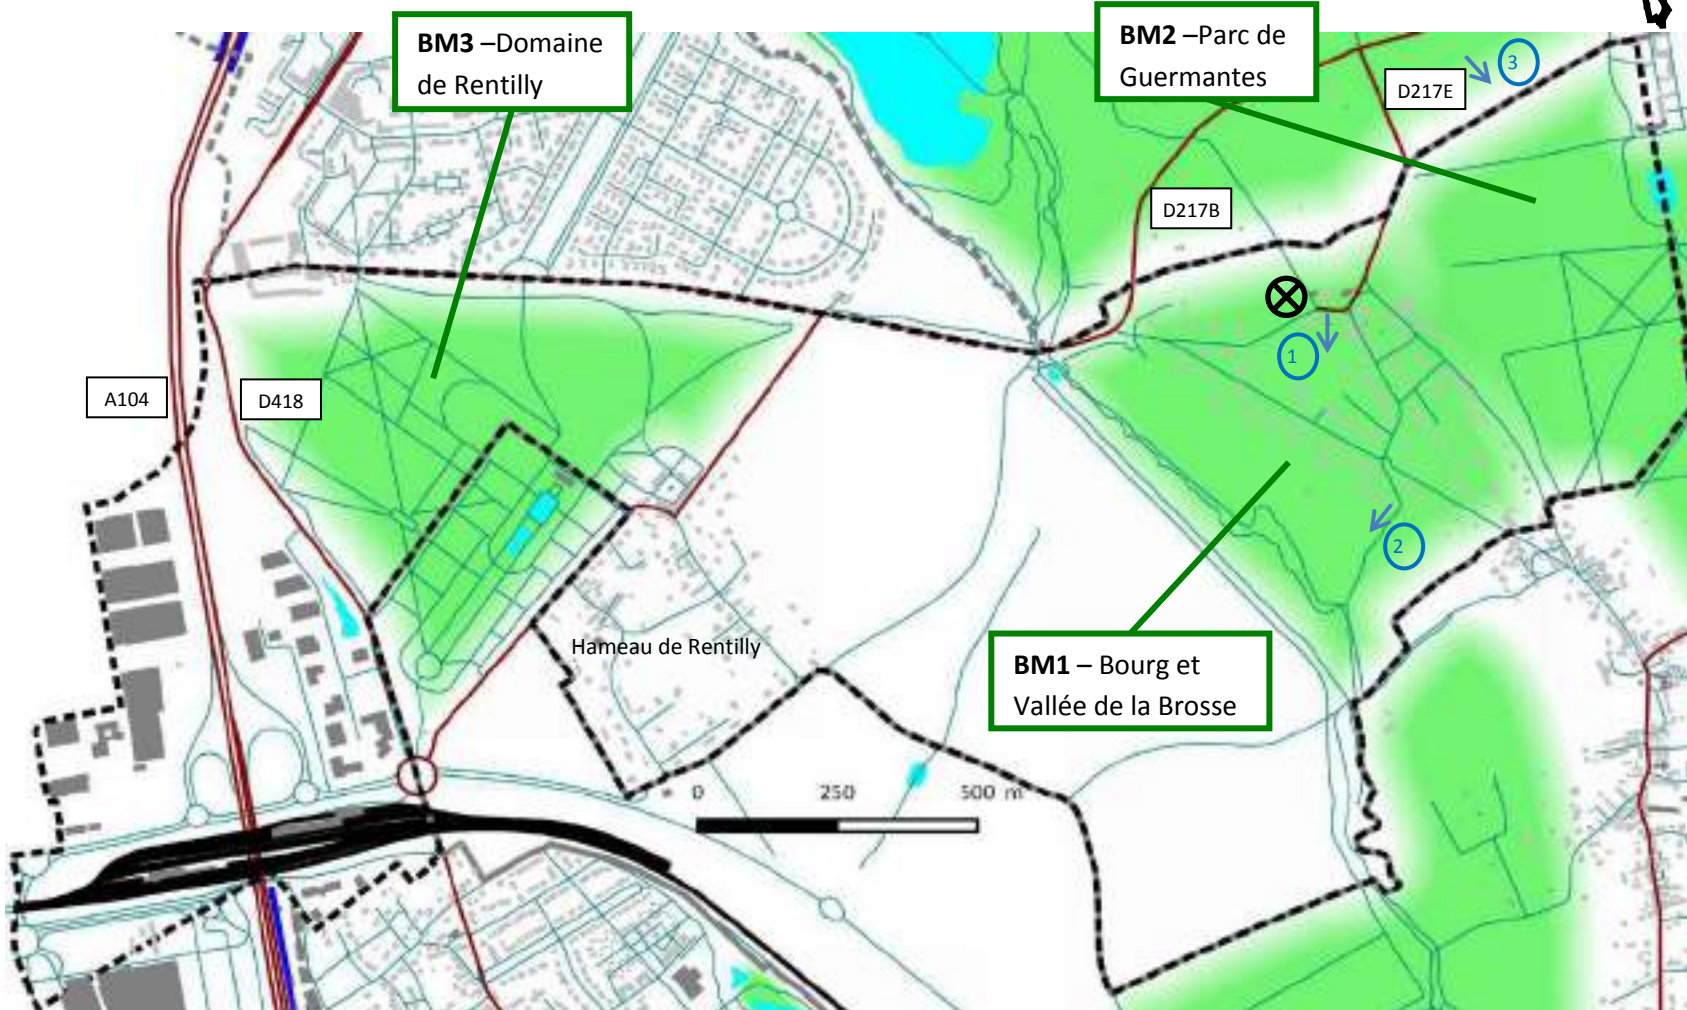 BM3 –Domaine
de Rentilly
BM2 –Parc de
Guermantes
3
D217E
D217B
1
A104
D418
2
Hameau de Rentilly
BM1 – Bourg et
Vallée de la Brosse
0 250 500 m